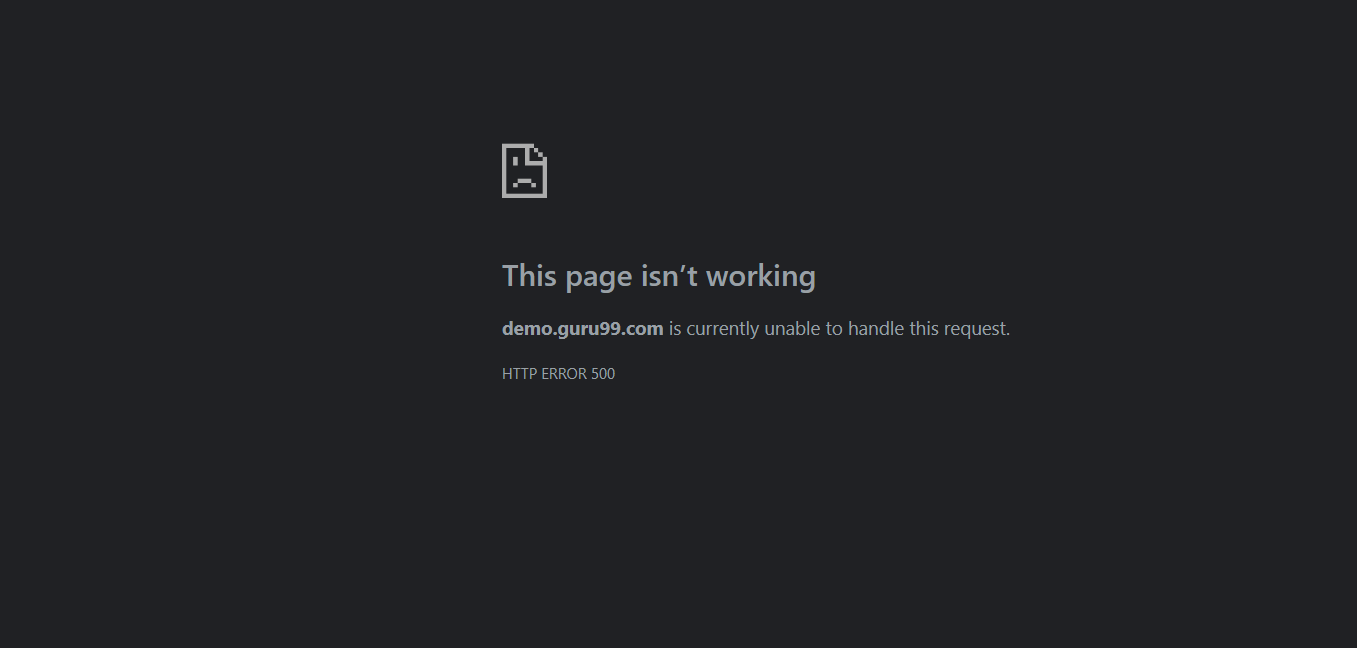 This page isn’t working
demo.guru99.com is currently unable to handle this request.
HTTP ERROR 500